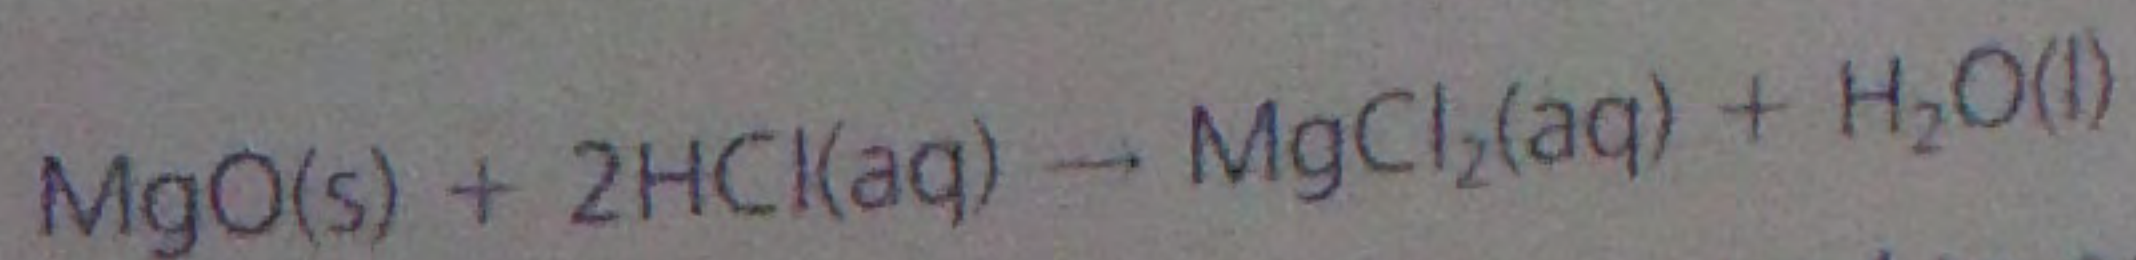 MgO(s) + 2HCl(aq) → MgCl₂(aq) + H₂O(l)